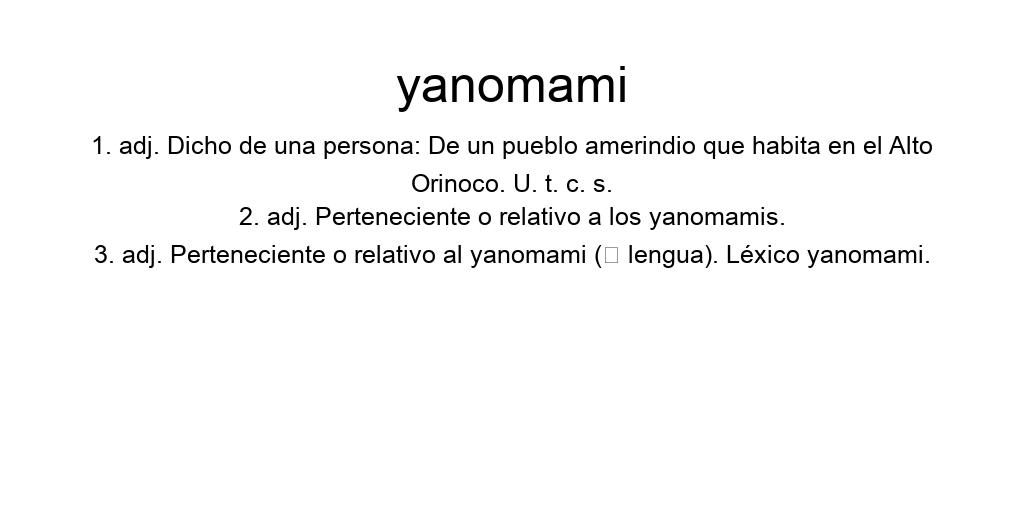 yanomami
1. adj. Dicho de una persona: De un pueblo amerindio que habita en el Alto
Orinoco. U. t. c. s.
2. adj. Perteneciente o relativo a los yanomamis.
3. adj. Perteneciente o relativo al yanomami (□ lengua). Léxico yanomami.